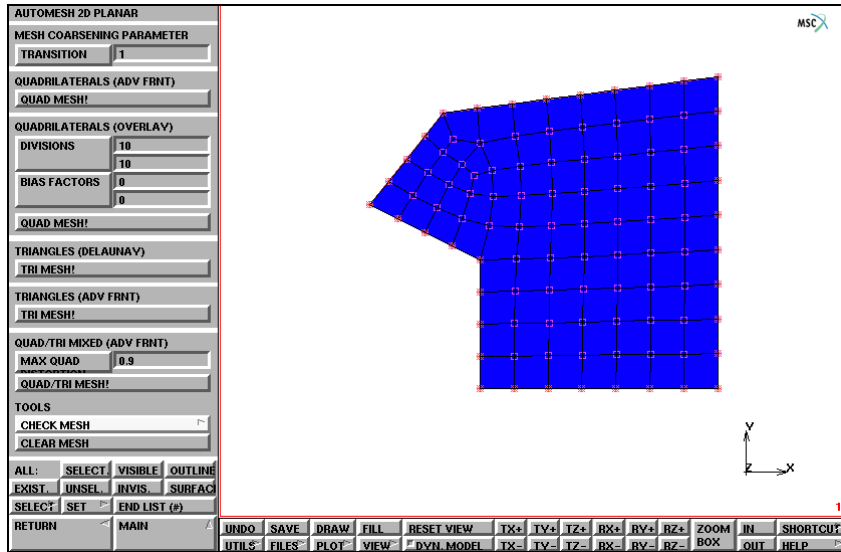 AUTOMESH 2D PLANAR
MESH COARSENING PARAMETER
TRANSITION 1
QUADRILATERALS (ADV FRNT)
QUAD MESH!
QUADRILATERALS (OVERLAY)
DIVISIONS 10
10
BIAS FACTORS 0
0
QUAD MESH!
TRIANGLES (DELAUNAY)
TRI MESH!
TRIANGLES (ADV FRNT)
TRI MESH!
QUAD/TRI MIXED (ADV FRNT)
MAX QUAD 0.9
DISTORTION
QUAD/TRI MESH!
TOOLS
CHECK MESH
CLEAR MESH
ALL: SELECT. VISIBLE OUTLINE
EXIST. UNSEL. INVIS. SURFAC
SELECT SET END LIST (#)
RETURN MAIN
MSC
Y
Z X
1
UNDO SAVE DRAW FILL RESET VIEW TX+ TY+ TZ+ RX+ RY+ RZ+ ZOOM IN SHORTCUT
UTILS FILES PLOT VIEW DYN. MODEL TX- TY- TZ- RX- RY- RZ- BOX OUT HELP